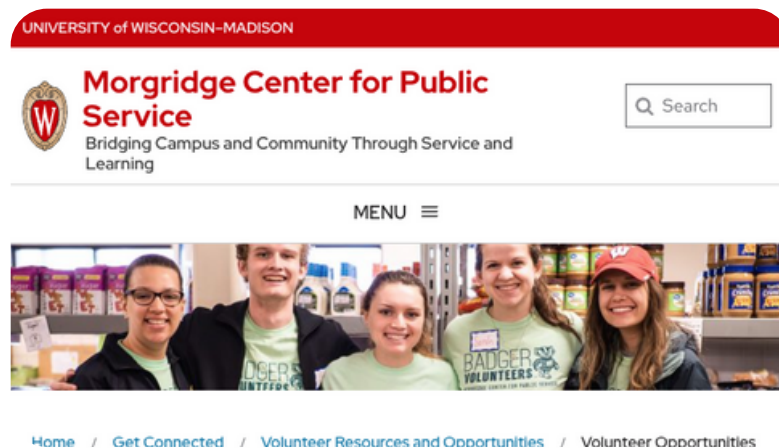 UNIVERSITY of WISCONSIN–MADISON
Morgridge Center for Public
Service
Bridging Campus and Community Through Service and
Learning
Search
MENU
W
BADGER
VOLUNTEERS
Home / Get Connected / Volunteer Resources and Opportunities / Volunteer Opportunities